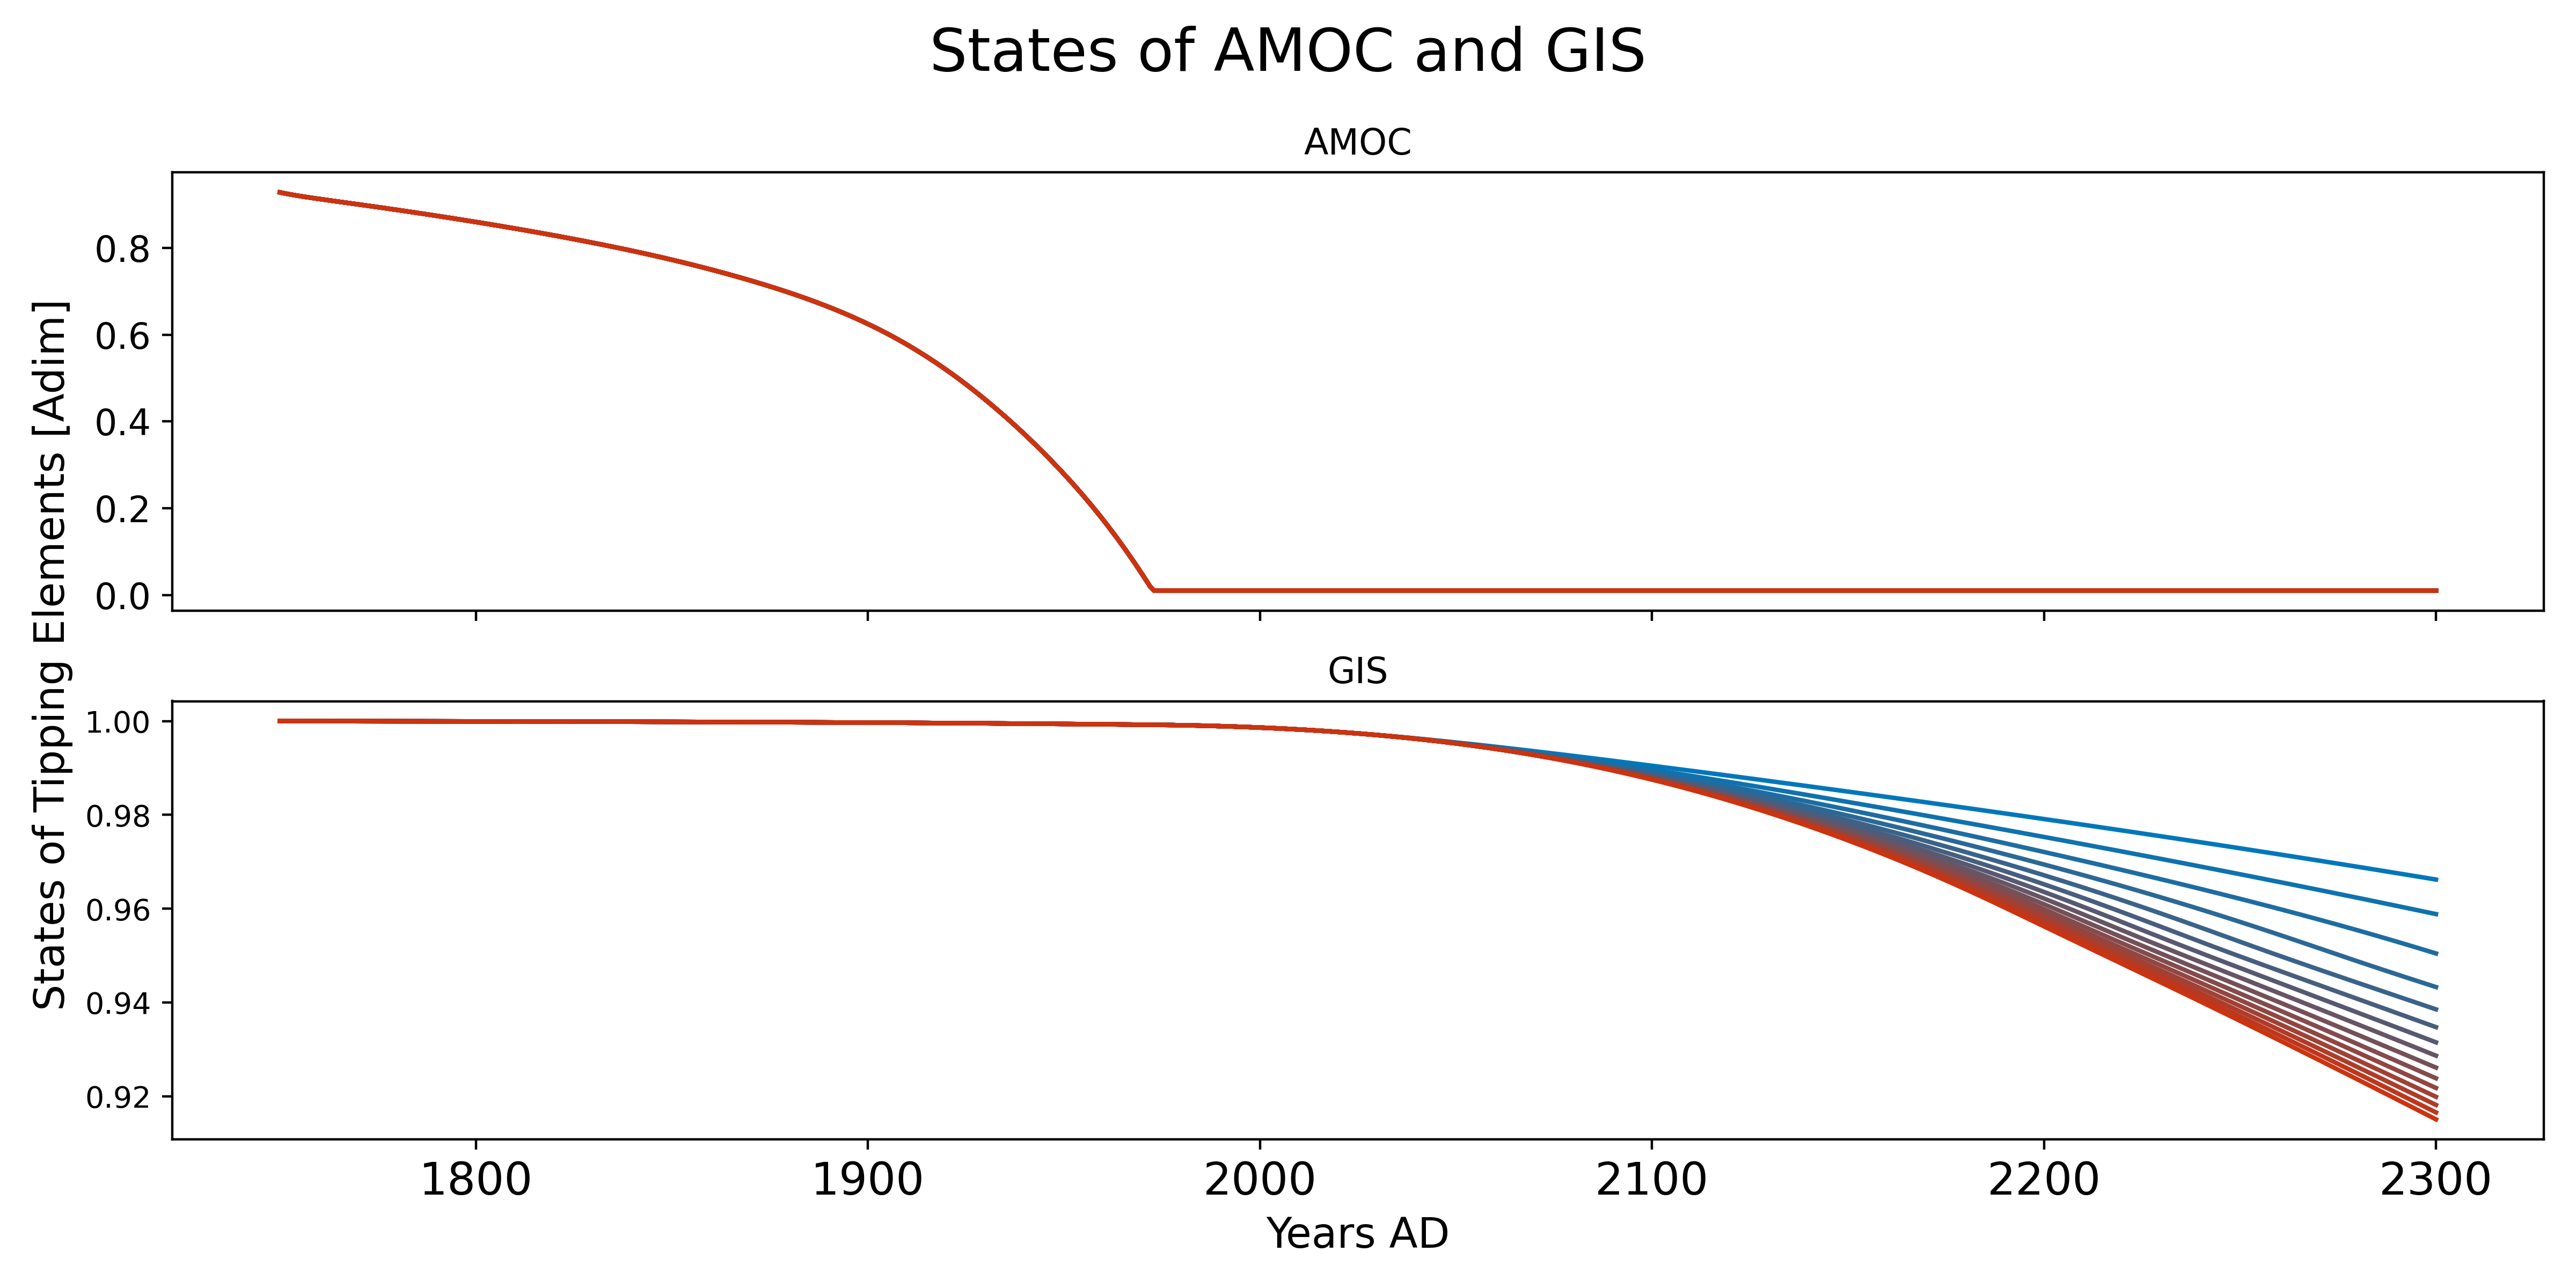 States of AMOC and GIS
AMOC
0.8
0.6
0.4
0.2
0.0
States of Tipping Elements [Adim]
GIS
1.00
0.98
0.96
0.94
0.92
1800 1900 2000 2100 2200 2300
Years AD